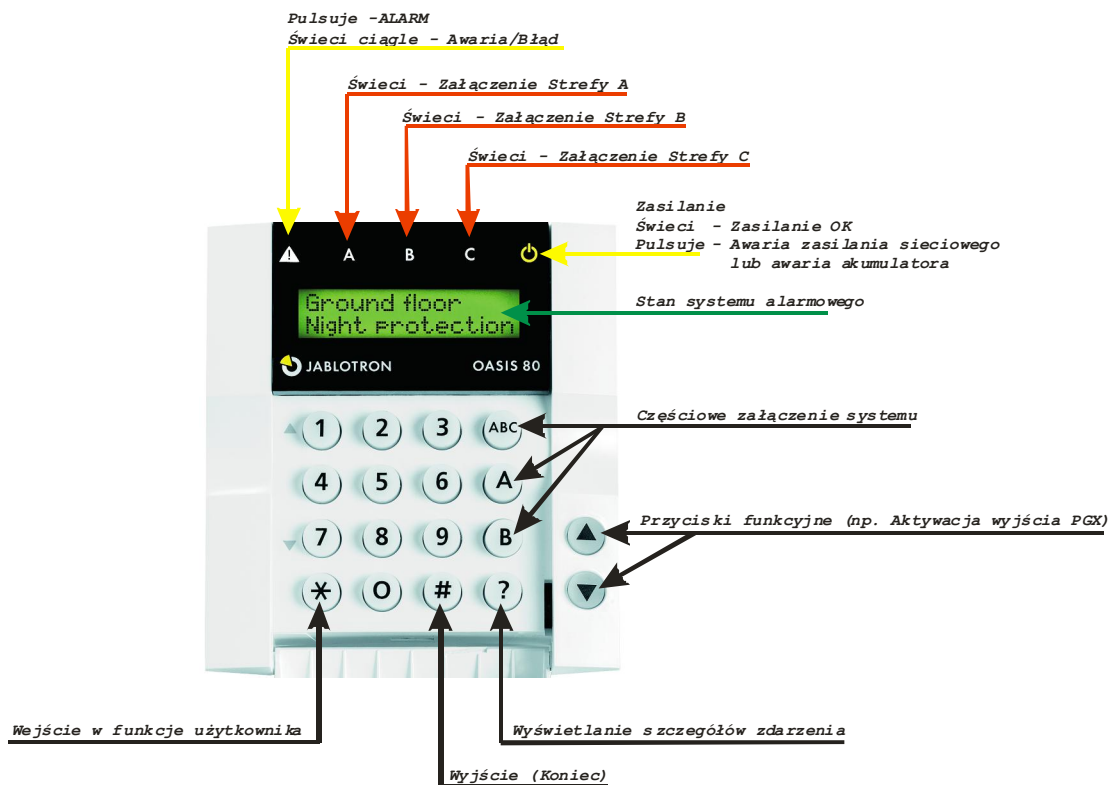 Pulsuje -ALARM
Świeci ciągle - Awaria/Błąd
Świeci - Załączenie Strefy A
Świeci - Załączenie Strefy B
Świeci - Załączenie Strefy C
Zasilanie
Świeci - Zasilanie OK
Pulsuje - Awaria zasilania sieciowego
lub awaria akumulatora
A B C
Stan systemu alarmowego
Ground floor
Night protection
JABLOTRON OASIS 80
Częściowe załączenie systemu
1 2 3 ABC
4 5 6 A
Przyciski funkcyjne (np. Aktywacja wyjścia PGX)
7 8 9 B
* 0 # ?
Wejście w funkcje użytkownika
Wyświetlanie szczegółów zdarzenia
Wyjście (Koniec)